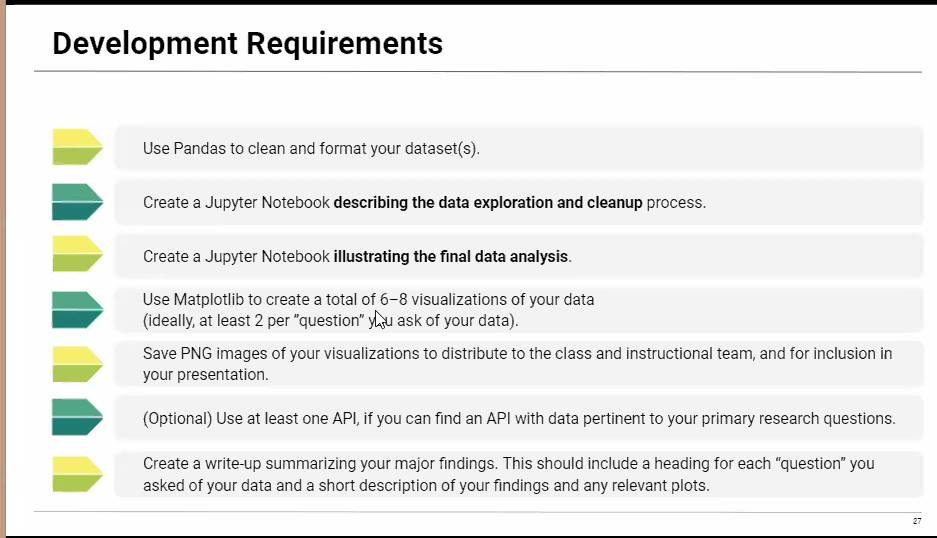 Development Requirements
Use Pandas to clean and format your dataset(s).
Create a Jupyter Notebook describing the data exploration and cleanup process.
Create a Jupyter Notebook illustrating the final data analysis.
Use Matplotlib to create a total of 6–8 visualizations of your data
(ideally, at least 2 per ”question” you ask of your data).
Save PNG images of your visualizations to distribute to the class and instructional team, and for inclusion in
your presentation.
(Optional) Use at least one API, if you can find an API with data pertinent to your primary research questions.
Create a write-up summarizing your major findings. This should include a heading for each “question” you
asked of your data and a short description of your findings and any relevant plots.
27